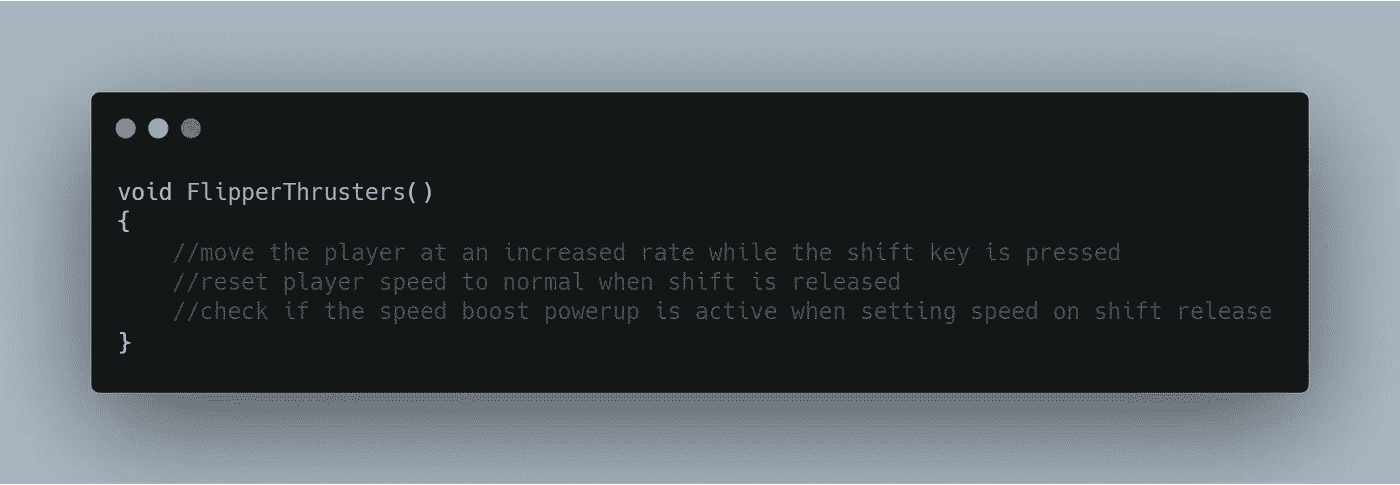 void FlipperThrusters()
{
    //move the player at an increased rate while the shift key is pressed
    //reset player speed to normal when shift is released
    //check if the speed boost powerup is active when setting speed on shift release
}